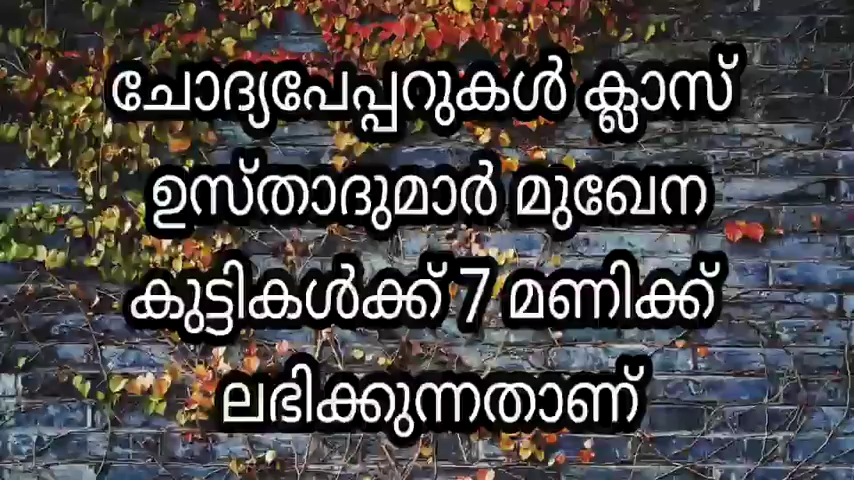 ചോദ്യപേപ്പറുകൾ ക്ലാസ്
ഉസ്താദുമാർ മുഖേന
കുട്ടികൾക്ക് 7 മണിക്ക്
ലഭിക്കുന്നതാണ്